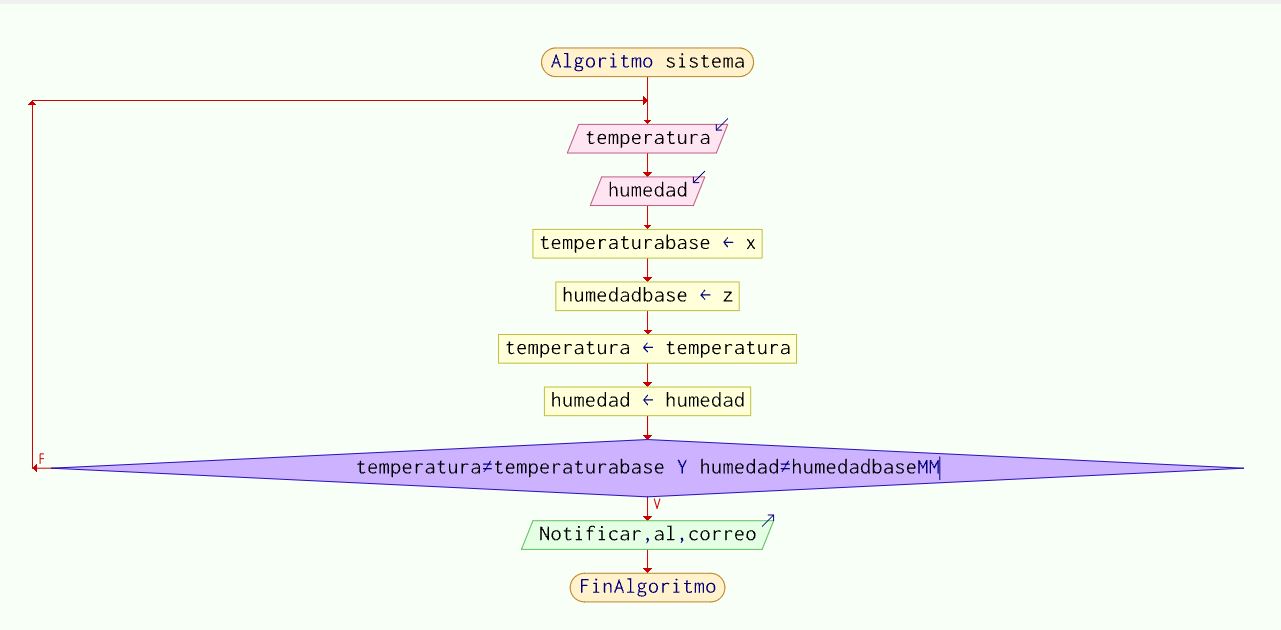 Algoritmo sistema
temperatura
humedad
temperaturabase ← x
humedadbase ← z
temperatura ← temperatura
humedad ← humedad
F
temperatura≠temperaturabase Y humedad≠humedadbaseMM
V
Notificar,al,correo
FinAlgoritmo